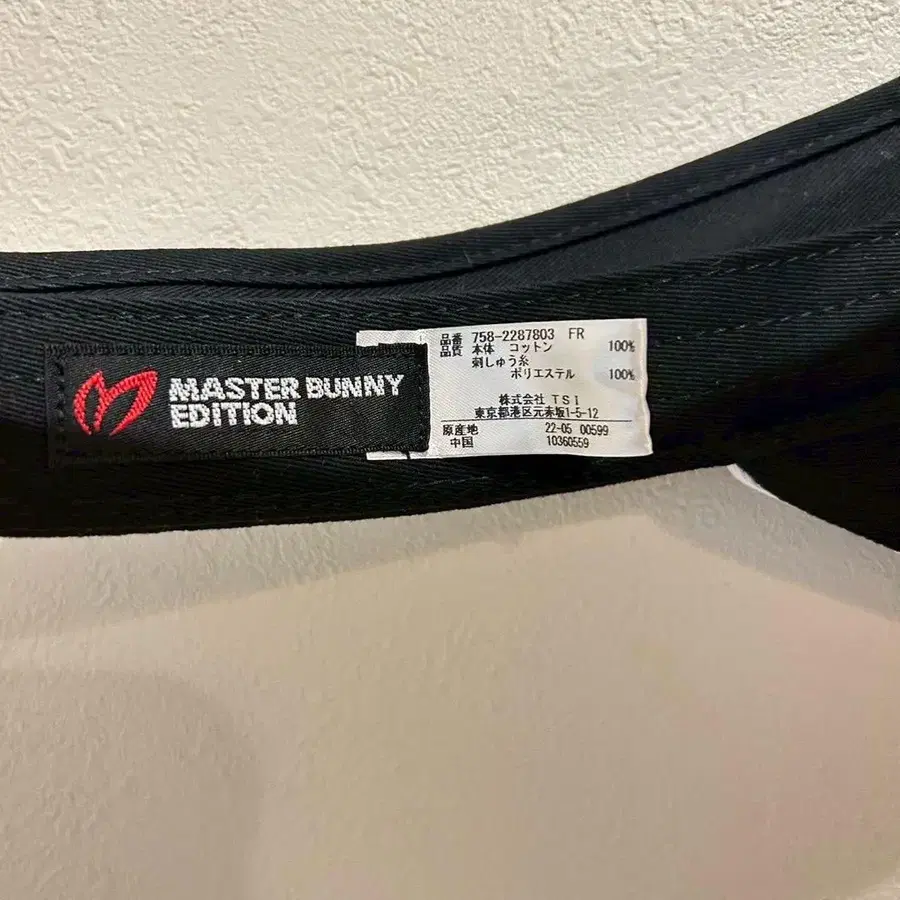 MASTER BUNNY
EDITION
品番 758-2287803 FR
品質 本体 コットン 100%
刺しゅう糸
ポリエステル 100%
株式会社 TSI
東京都港区元赤坂1-5-12
原産地 22-05 00599
中国 10360559